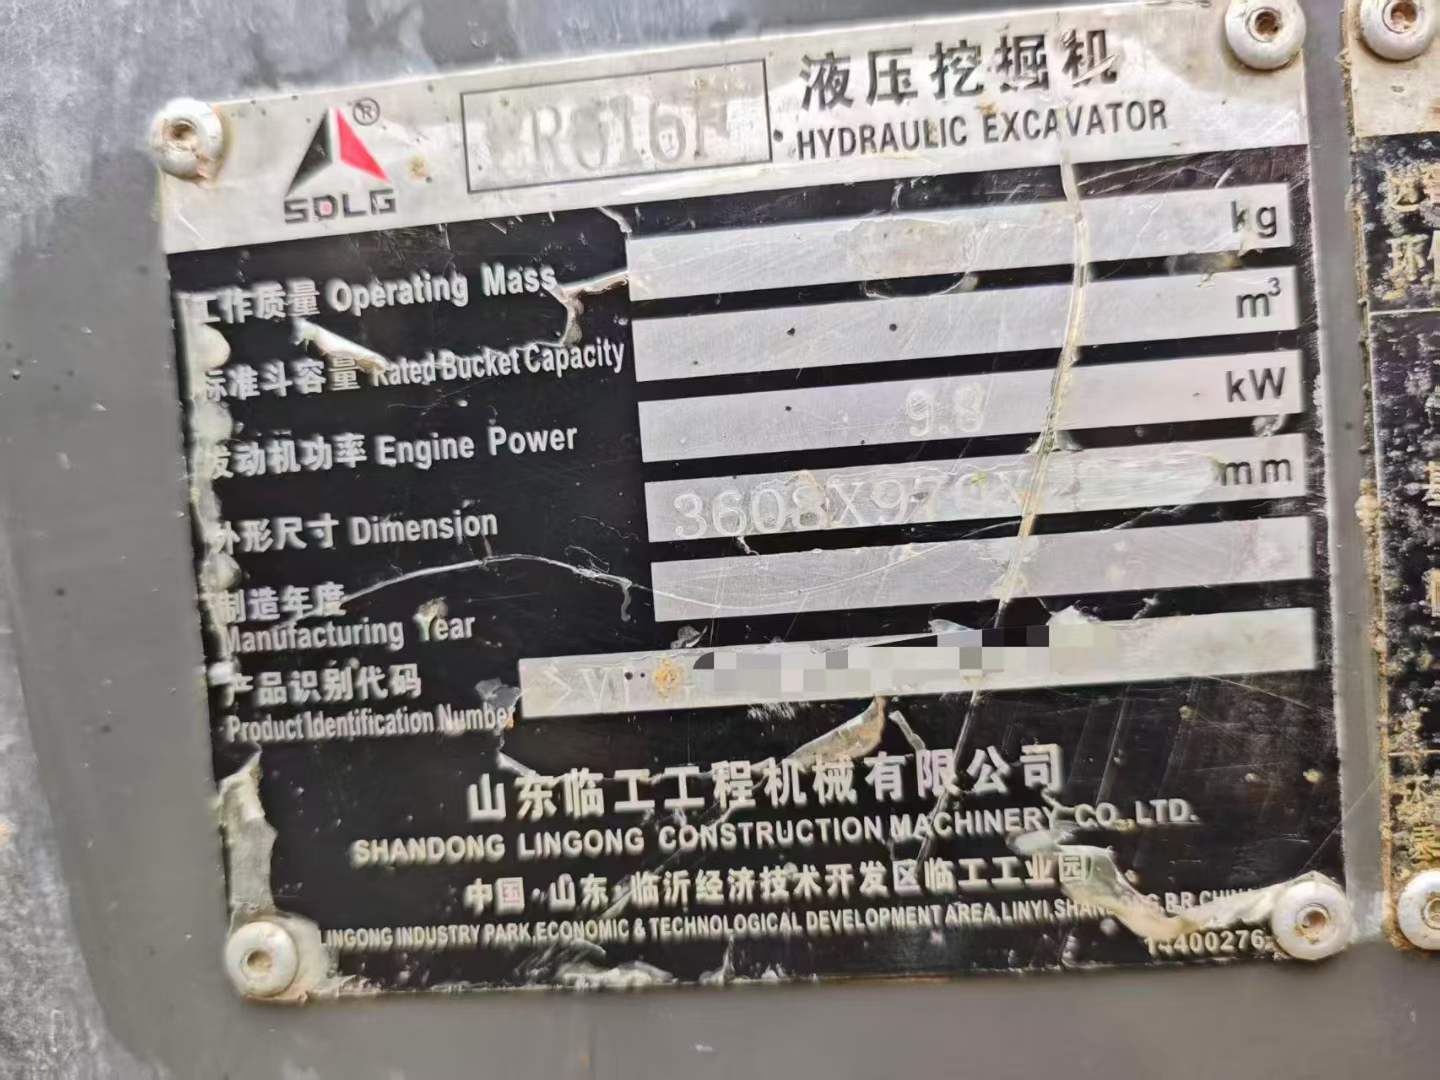 ®
SDLG
液压挖掘机
HYDRAULIC EXCAVATOR
工作质量 Operating Mass kg
标准斗容量 Rated Bucket Capacity m³
发动机功率 Engine Power 9.8 kW
外形尺寸 Dimension 3608X979X mm
制造年度
Manufacturing Year
产品识别代码
Product Identification Number
山东临工工程机械有限公司
SHANDONG LINGONG CONSTRUCTION MACHINERY CO.,LTD.
中国·山东·临沂经济技术开发区临工工业园
LINGONG INDUSTRY PARK,ECONOMIC & TECHNOLOGICAL DEVELOPMENT AREA,LINYI,SHANDONG,P.R.CHINA
环